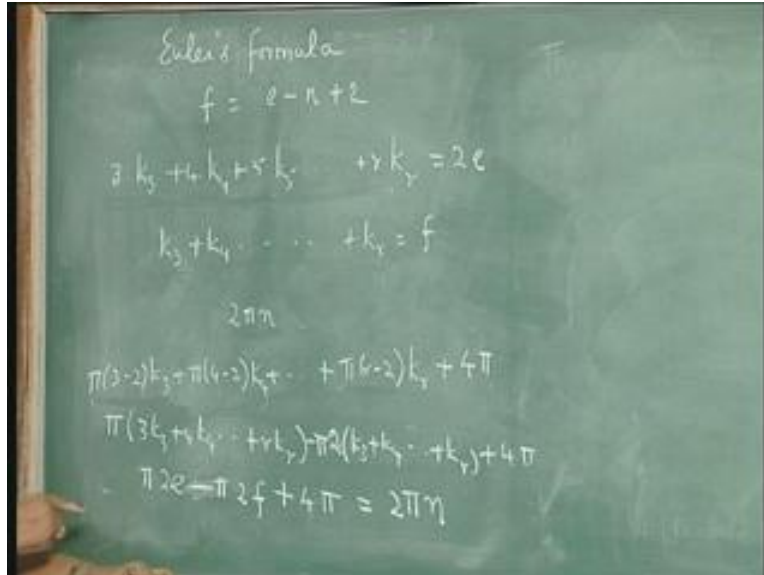 Euler's formula
f = e - n + 2
3k₃ + 4k₄ + 5k₅ + rkᵣ = 2e
k₃ + k₄ . . . . + kᵣ = f
2πn
π(3-2)k₃ + π(4-2)k₄ + . . + π(r-2)kᵣ + 4π
π(3k₃ + 4k₄ . . + rkᵣ) - π2(k₃ + k₄ . . + kᵣ) + 4π
π2e - π2f + 4π = 2πn